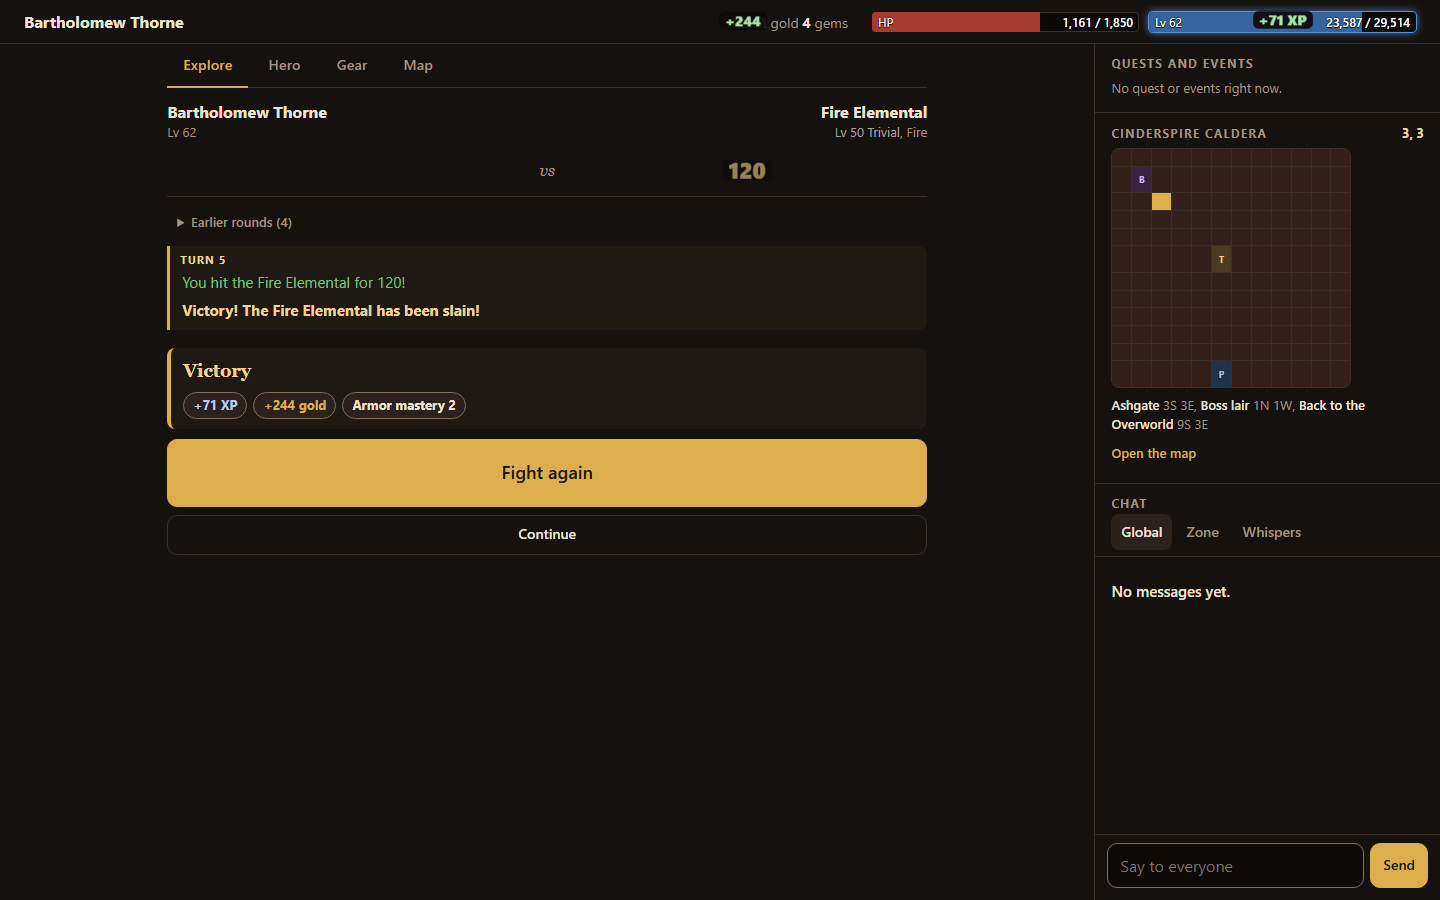 Bartholomew Thorne
+244 gold 4 gems
HP 1,161 / 1,850
Lv 62 +71 XP 23,587 / 29,514
Explore Hero Gear Map
Bartholomew Thorne
Lv 62
Fire Elemental
Lv 50 Trivial, Fire
vs
120
▶ Earlier rounds (4)
TURN 5
You hit the Fire Elemental for 120!
Victory! The Fire Elemental has been slain!
Victory
+71 XP +244 gold Armor mastery 2
Fight again
Continue
QUESTS AND EVENTS
No quest or events right now.
CINDERSPIRE CALDERA 3, 3
B
T
P
Ashgate 3S 3E, Boss lair 1N 1W, Back to the
Overworld 9S 3E
Open the map
CHAT
Global Zone Whispers
No messages yet.
Say to everyone Send